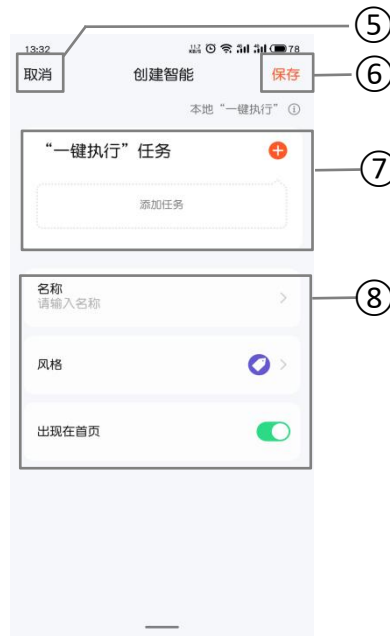 ⑤
13:32 78
取消 创建智能 保存 ⑥
本地“一键执行”
“一键执行”任务 ⑦
添加任务
名称
请输入名称 ⑧
风格
出现在首页